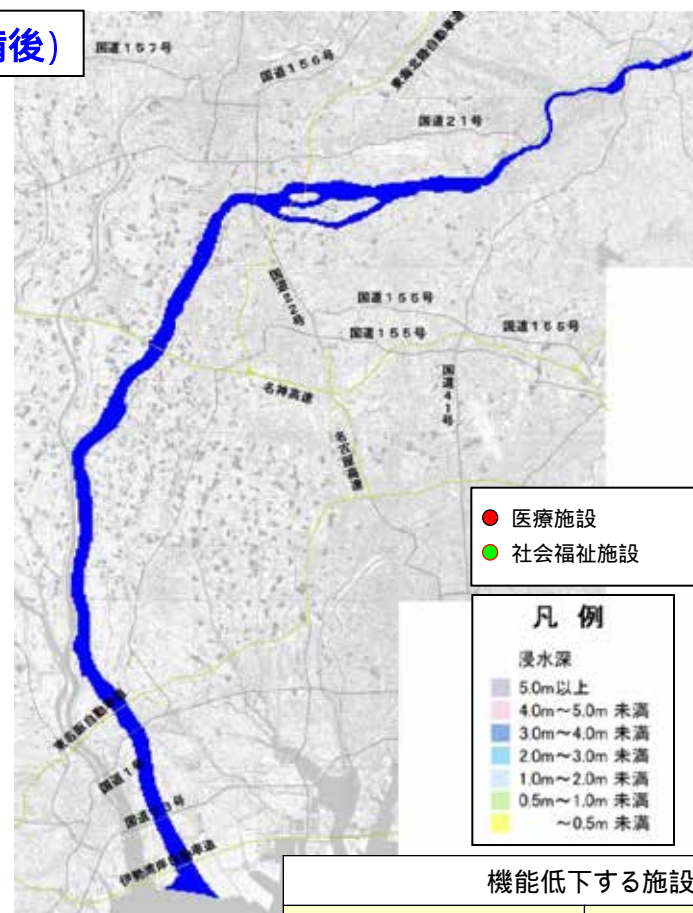 備後）
国道１５７号
国道１５６号
東海北陸自動車道
国道２１号
国道２２号
国道１５５号
国道１５５号
国道１５５号
国道４１号
名神高速
名古屋高速
医療施設
社会福祉施設
凡 例
浸水深
5.0m以上
4.0m～5.0m 未満
3.0m～4.0m 未満
2.0m～3.0m 未満
1.0m～2.0m 未満
0.5m～1.0m 未満
～0.5m 未満
東名阪自動車道
国道１号
伊勢湾岸自動車道
機能低下する施設